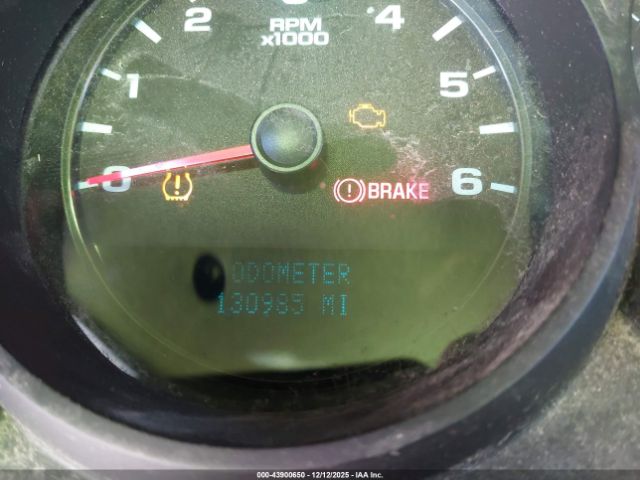 3
2 4
RPM
x1000
1 5
0 6
BRAKE
ODOMETER
130985 MI
000-43900650 - 12/12/2025 - IAA Inc.